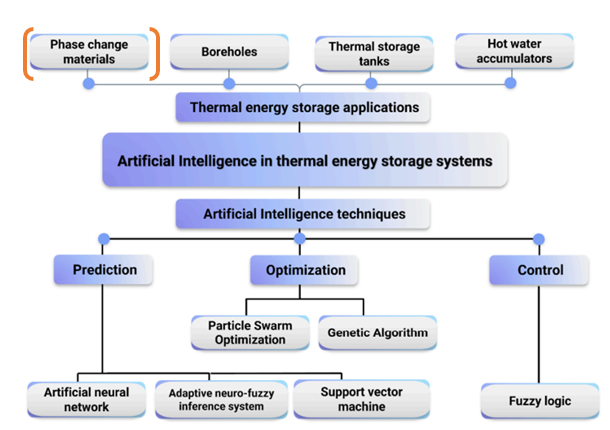 Phase change
materials
Boreholes
Thermal storage
tanks
Hot water
accumulators
Thermal energy storage applications
Artificial Intelligence in thermal energy storage systems
Artificial Intelligence techniques
Prediction
Optimization
Control
Particle Swarm
Optimization
Genetic Algorithm
Artificial neural
network
Adaptive neuro-fuzzy
inference system
Support vector
machine
Fuzzy logic